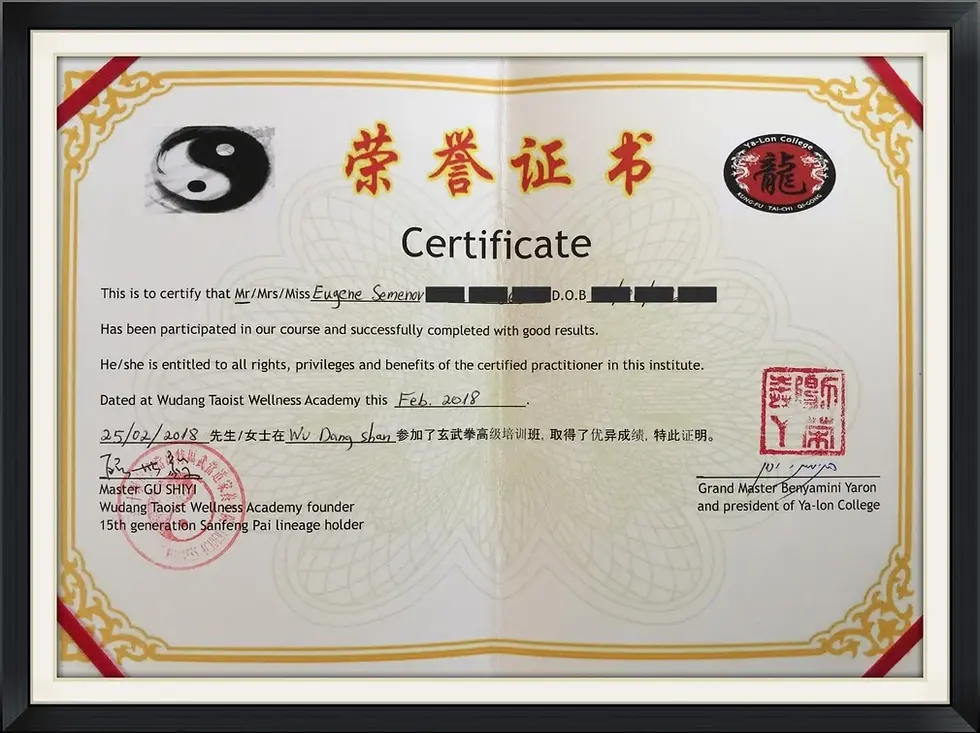 荣誉证书
Ya-Lon College
龍
KUNG-FU TAI-CHI QI-GONG
Certificate
This is to certify that Mr/Mrs/Miss Eugene Semenov D.O.B
Has been participated in our course and successfully completed with good results.
He/she is entitled to all rights, privileges and benefits of the certified practitioner in this institute.
Dated at Wudang Taoist Wellness Academy this Feb. 2018.
25/02/2018 先生/女士在 Wu Dang shan 参加了玄武拳高级培训班, 取得了优异成绩, 特此证明。
Master GU SHIYI
Wudang Taoist Wellness Academy founder
15th generation Sanfeng Pai lineage holder
Grand Master Benyamini Yaron
and president of Ya-lon College